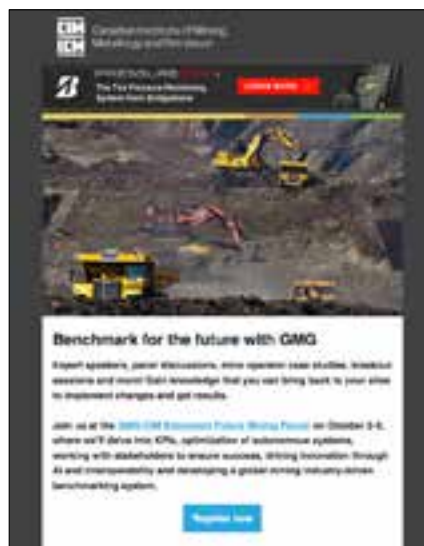 CIM
ICM
Canadian Institute of Mining,
Metallurgy and Petroleum
The Tire Pressure Monitoring
System from Bridgestone
LEARN MORE
Benchmark for the future with GMG
Expert speakers, panel discussions, mine operator case studies, breakout
sessions and more! Gain knowledge that you can bring back to your sites
to implement changes and get results.
Join us at the GMG-CIM Edmonton Future Mining Forum on October 5-6,
where we'll delve into KPIs, optimization of autonomous systems,
working with stakeholders to ensure success, driving innovation through
AI and interoperability and developing a global mining industry-driven
benchmarking system.
Register now